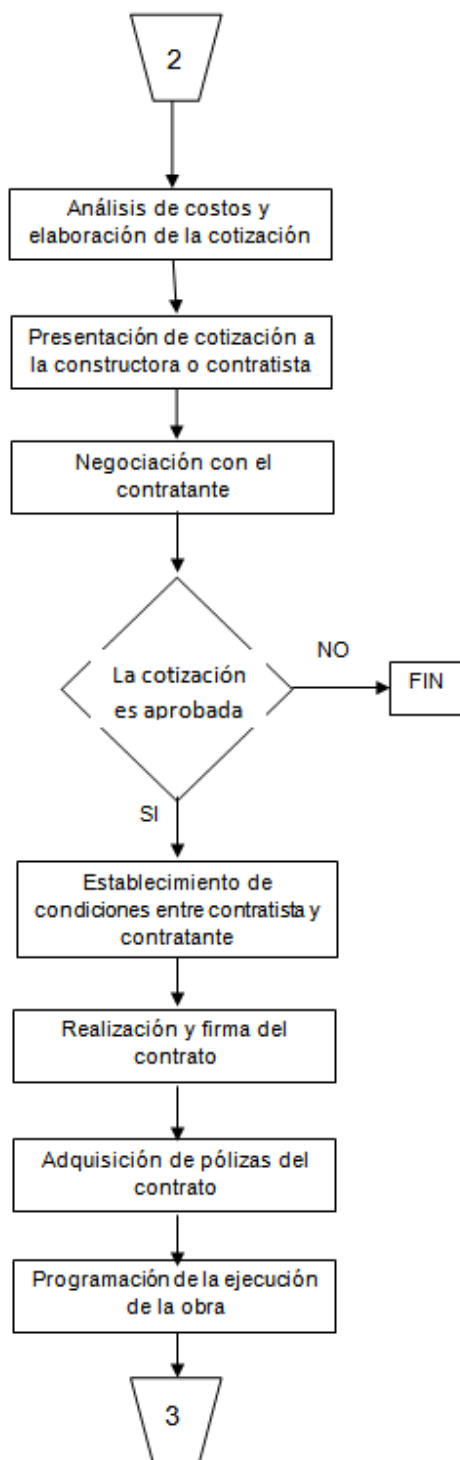 2
Análisis de costos y
elaboración de la cotización
Presentación de cotización a
la constructora o contratista
Negociación con el
contratante
La cotización
es aprobada
NO
FIN
SI
Establecimiento de
condiciones entre contratista y
contratante
Realización y firma del
contrato
Adquisición de pólizas del
contrato
Programación de la ejecución
de la obra
3